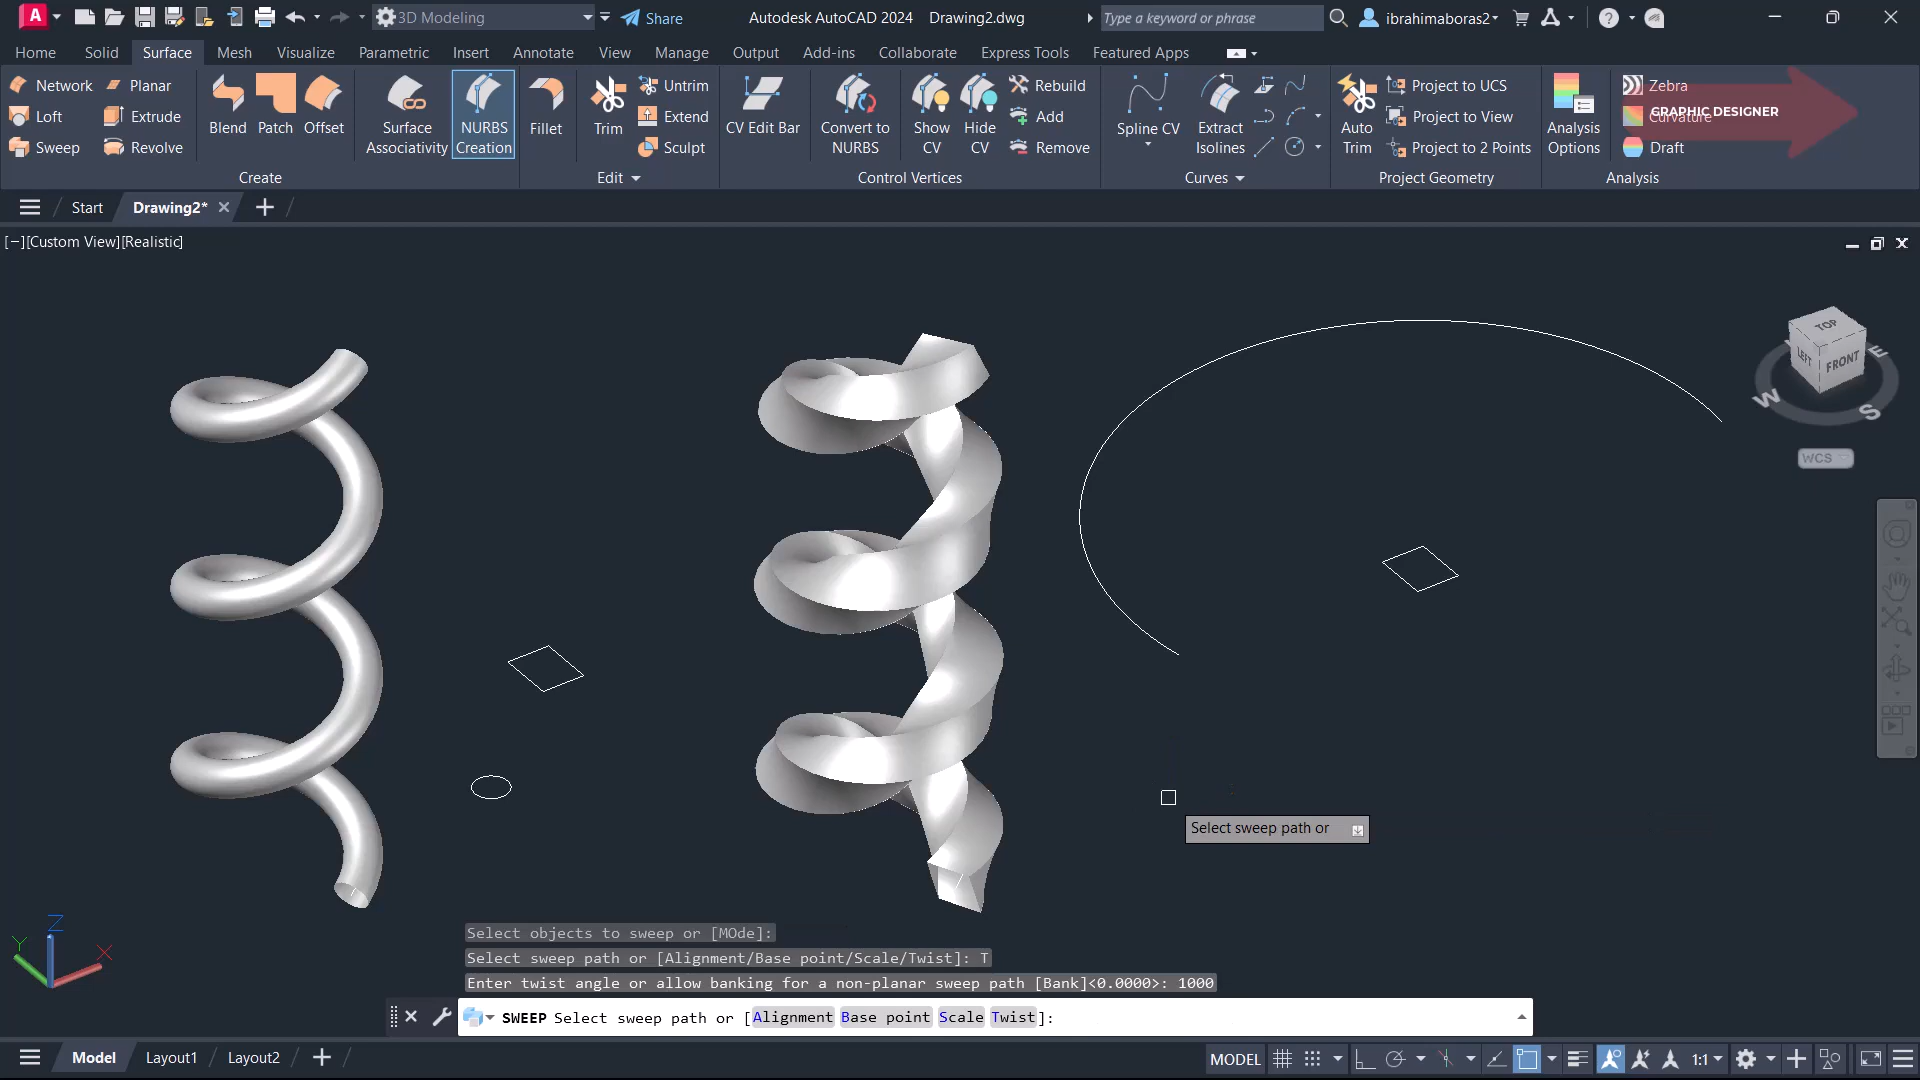 A 3D Modeling Share Autodesk AutoCAD 2024 Drawing2.dwg Type a keyword or phrase ibrahimaboras2 ?
Home Solid Surface Mesh Visualize Parametric Insert Annotate View Manage Output Add-ins Collaborate Express Tools Featured Apps
Network Planar
Loft Extrude
Sweep Revolve
Create
Blend
Patch
Offset
Surface
Associativity
NURBS
Creation
Fillet
Trim
Untrim
Extend
Sculpt
Edit
CV Edit Bar
Convert to
NURBS
Show
CV
Hide
CV
Rebuild
Add
Remove
Control Vertices
Spline CV
Extract
Isolines
Curves
Auto
Trim
Project to UCS
Project to View
Project to 2 Points
Project Geometry
Analysis
Options
Zebra
Curvature
Draft
Analysis
GRAPHIC DESIGNER
Start Drawing2*
[−][Custom View][Realistic]
TOP
LEFT FRONT
W S E
WCS
Select sweep path or
Z
Y X
Select objects to sweep or [MOde]:
Select sweep path or [Alignment/Base point/Scale/Twist]: T
Enter twist angle or allow banking for a non-planar sweep path [Bank]<0.0000>: 1000
SWEEP Select sweep path or [Alignment Base point Scale Twist]:
Model Layout1 Layout2 MODEL 1:1